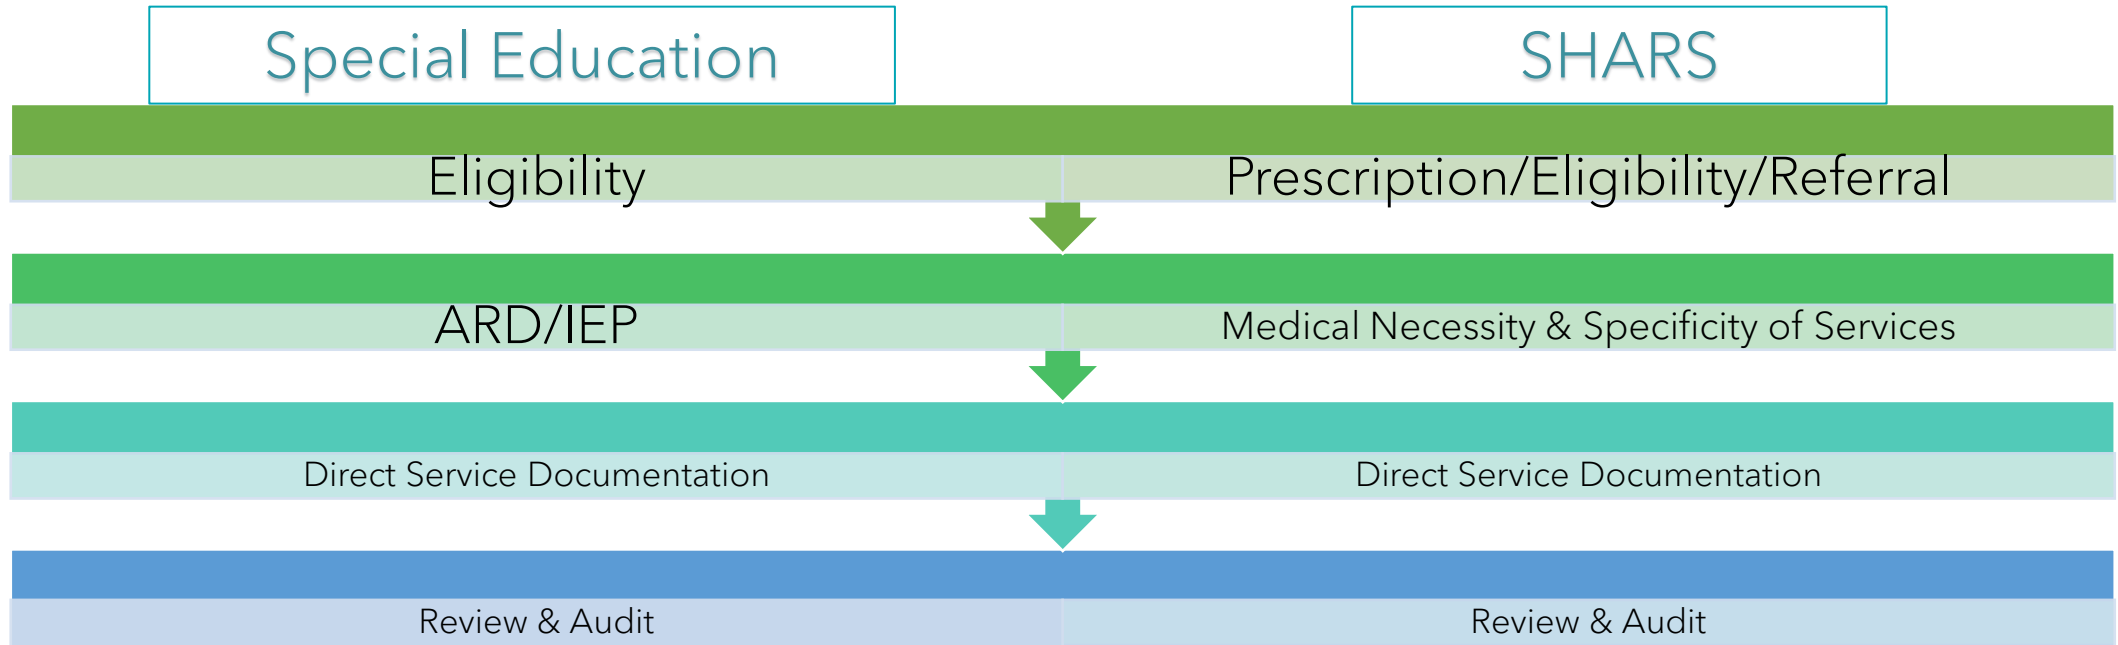 Special Education
SHARS
Eligibility
Prescription/Eligibility/Referral
ARD/IEP
Medical Necessity & Specificity of Services
Direct Service Documentation
Direct Service Documentation
Review & Audit
Review & Audit